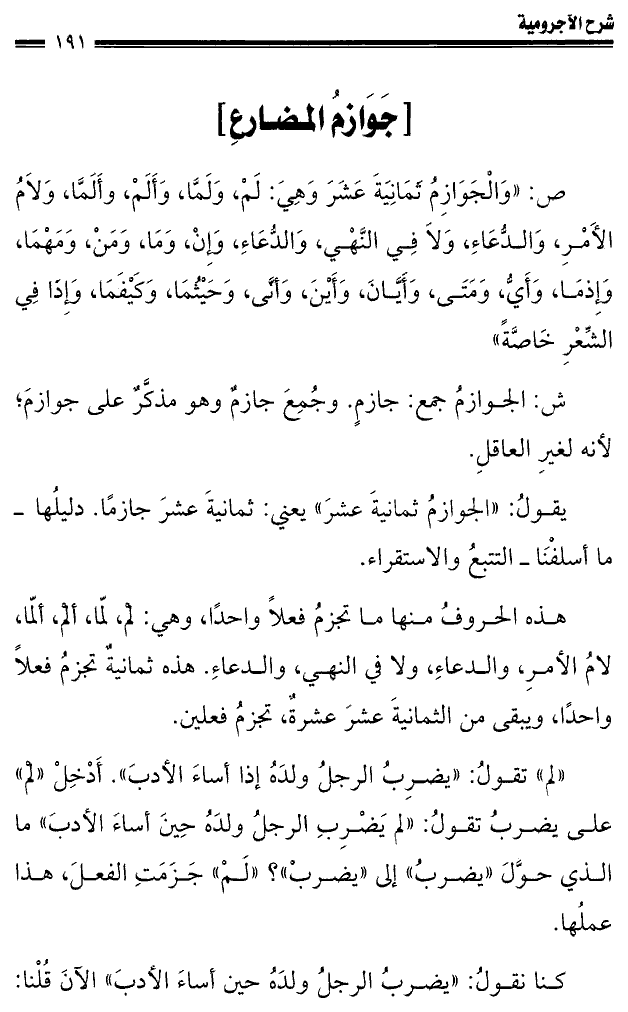 شرح الآجرومية
١٩١
[جَوَازِمُ المضارعِ]
ص: «وَالْجَوَازِمُ ثَمَانِيَةَ عَشَرَ وَهِيَ: لَمْ، وَلَمَّا، وَأَلَمْ، وأَلَمَّا، وَلاَمُ
الأَمْرِ، وَالدُّعَاءِ، وَلاَ فِي النَّهْيِ، وَالدُّعَاءِ، وَإِنْ، وَمَا، وَمَنْ، وَمَهْمَا،
وَإِذمَا، وَأَيُّ، وَمَتَى، وَأَيَّانَ، وَأَيْنَ، وَأَنَّى، وَحَيْثُمَا، وَكَيْفَمَا، وَإِذَا فِي
الشِّعْرِ خَاصَّةً»
ش: الجوازمُ جمع: جازمٍ. وجُمِعَ جازمٌ وهو مذكَّرٌ على جوازمَ؛
لأنه لغيرِ العاقلِ.
يقولُ: «الجوازمُ ثمانيةَ عشرَ» يعني: ثمانيةَ عشرَ جازمًا. دليلُها ـ
ما أسلفْنَا ـ التتبعُ والاستقراء.
هذه الحروفُ منها ما تجزمُ فعلاً واحدًا، وهي: لمْ، لمّا، ألمْ، ألمّا،
لامُ الأمرِ، والدعاءِ، ولا في النهي، والدعاءِ. هذه ثمانيةٌ تجزمُ فعلاً
واحدًا، ويبقى من الثمانيةَ عشرَ عشرةٌ، تجزمُ فعلين.
«لم» تقولُ: «يضربُ الرجلُ ولدَهُ إذا أساءَ الأدبَ». أَدْخِلْ «لمْ»
على يضربُ تقولُ: «لم يَضْرِبِ الرجلُ ولدَهُ حِينَ أساءَ الأدبَ» ما
الذي حوَّلَ «يضربُ» إلى «يضربْ»؟ «لَمْ» جَزَمَتِ الفعلَ، هذا
عملُها.
كنا نقولُ: «يضربُ الرجلُ ولدَهُ حين أساءَ الأدبَ» الآنَ قُلْنا: